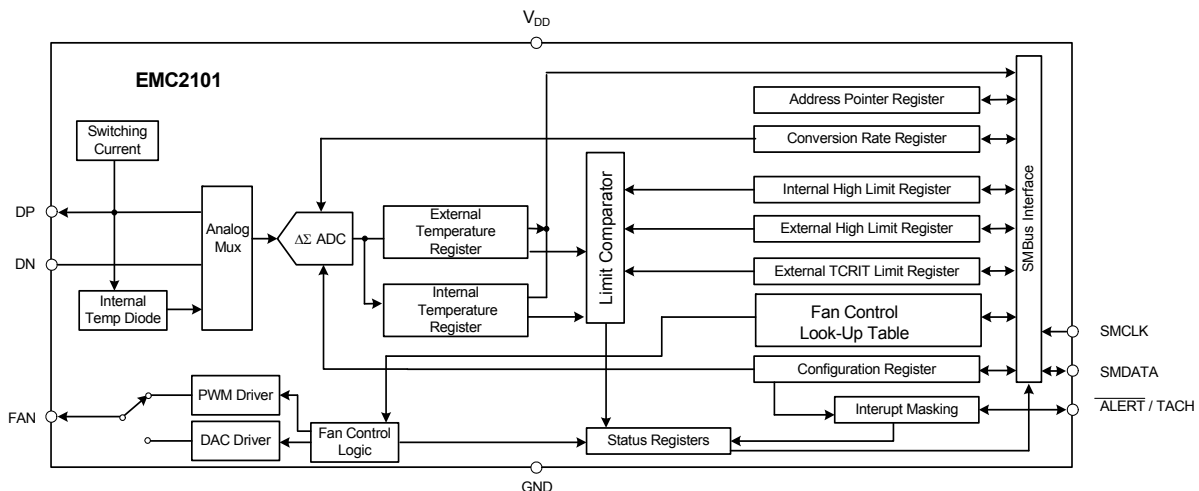 V_DD
EMC2101
Switching
Current
DP
DN
Analog
Mux
Internal
Temp Diode
ΔΣ ADC
External
Temperature
Register
Internal
Temperature
Register
Limit Comparator
Address Pointer Register
Conversion Rate Register
Internal High Limit Register
External High Limit Register
External TCRIT Limit Register
Fan Control
Look-Up Table
Configuration Register
Interupt Masking
SMBus Interface
SMCLK
SMDATA
ALERT / TACH
FAN
PWM Driver
DAC Driver
Fan Control
Logic
Status Registers
GND